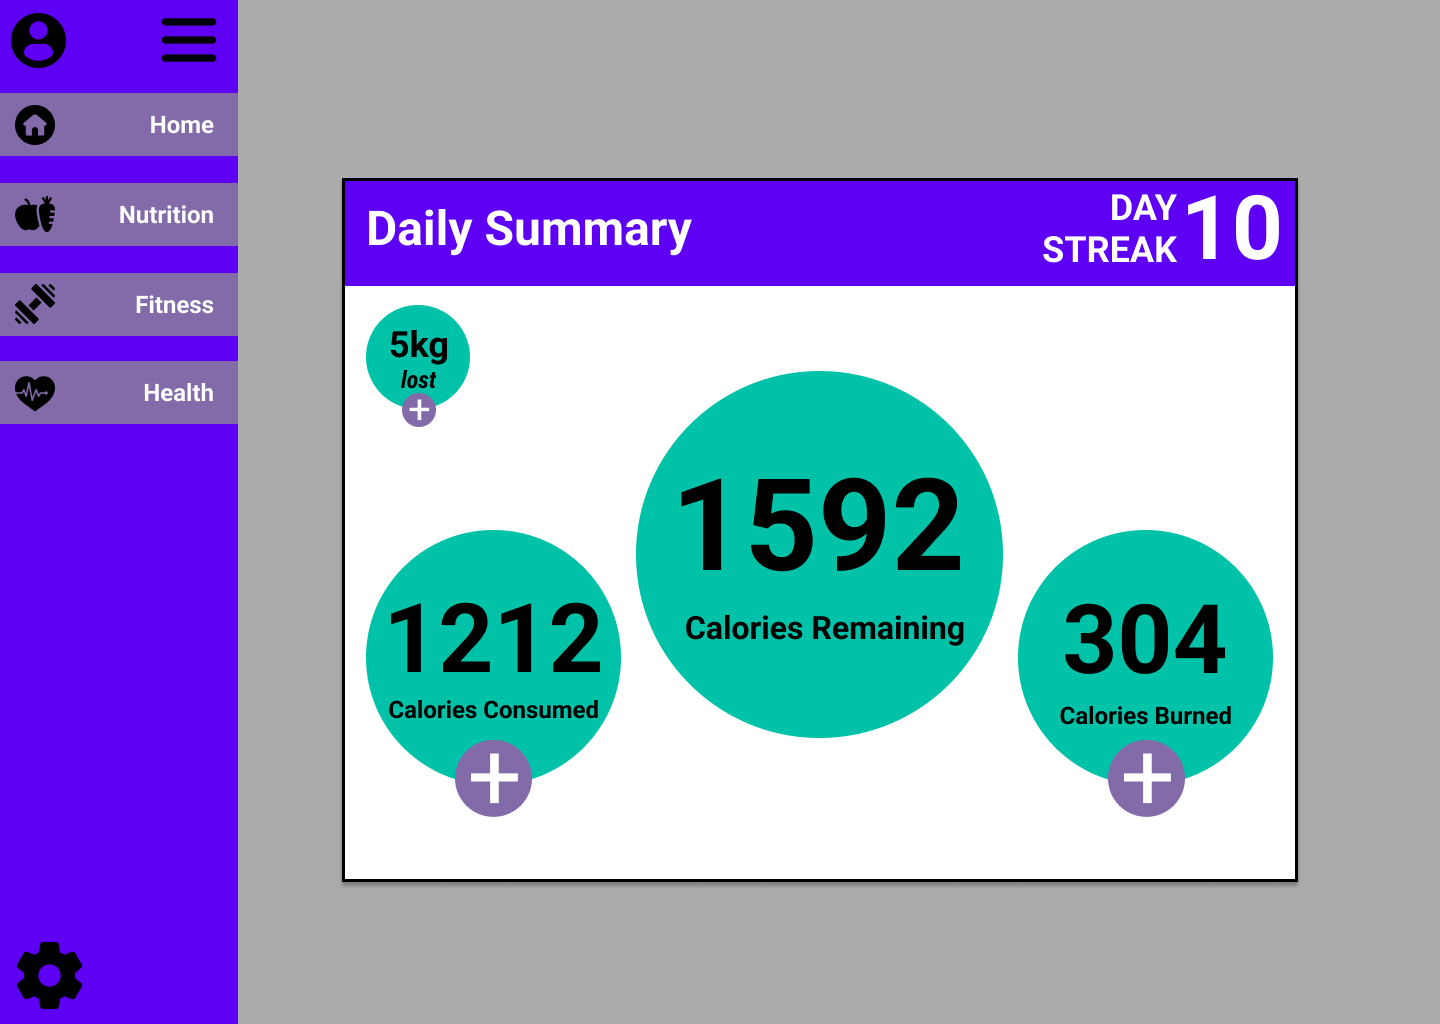 Home
Nutrition
Fitness
Health
Daily Summary
DAY
STREAK
10
5kg
lost
1592
Calories Remaining
1212
Calories Consumed
304
Calories Burned